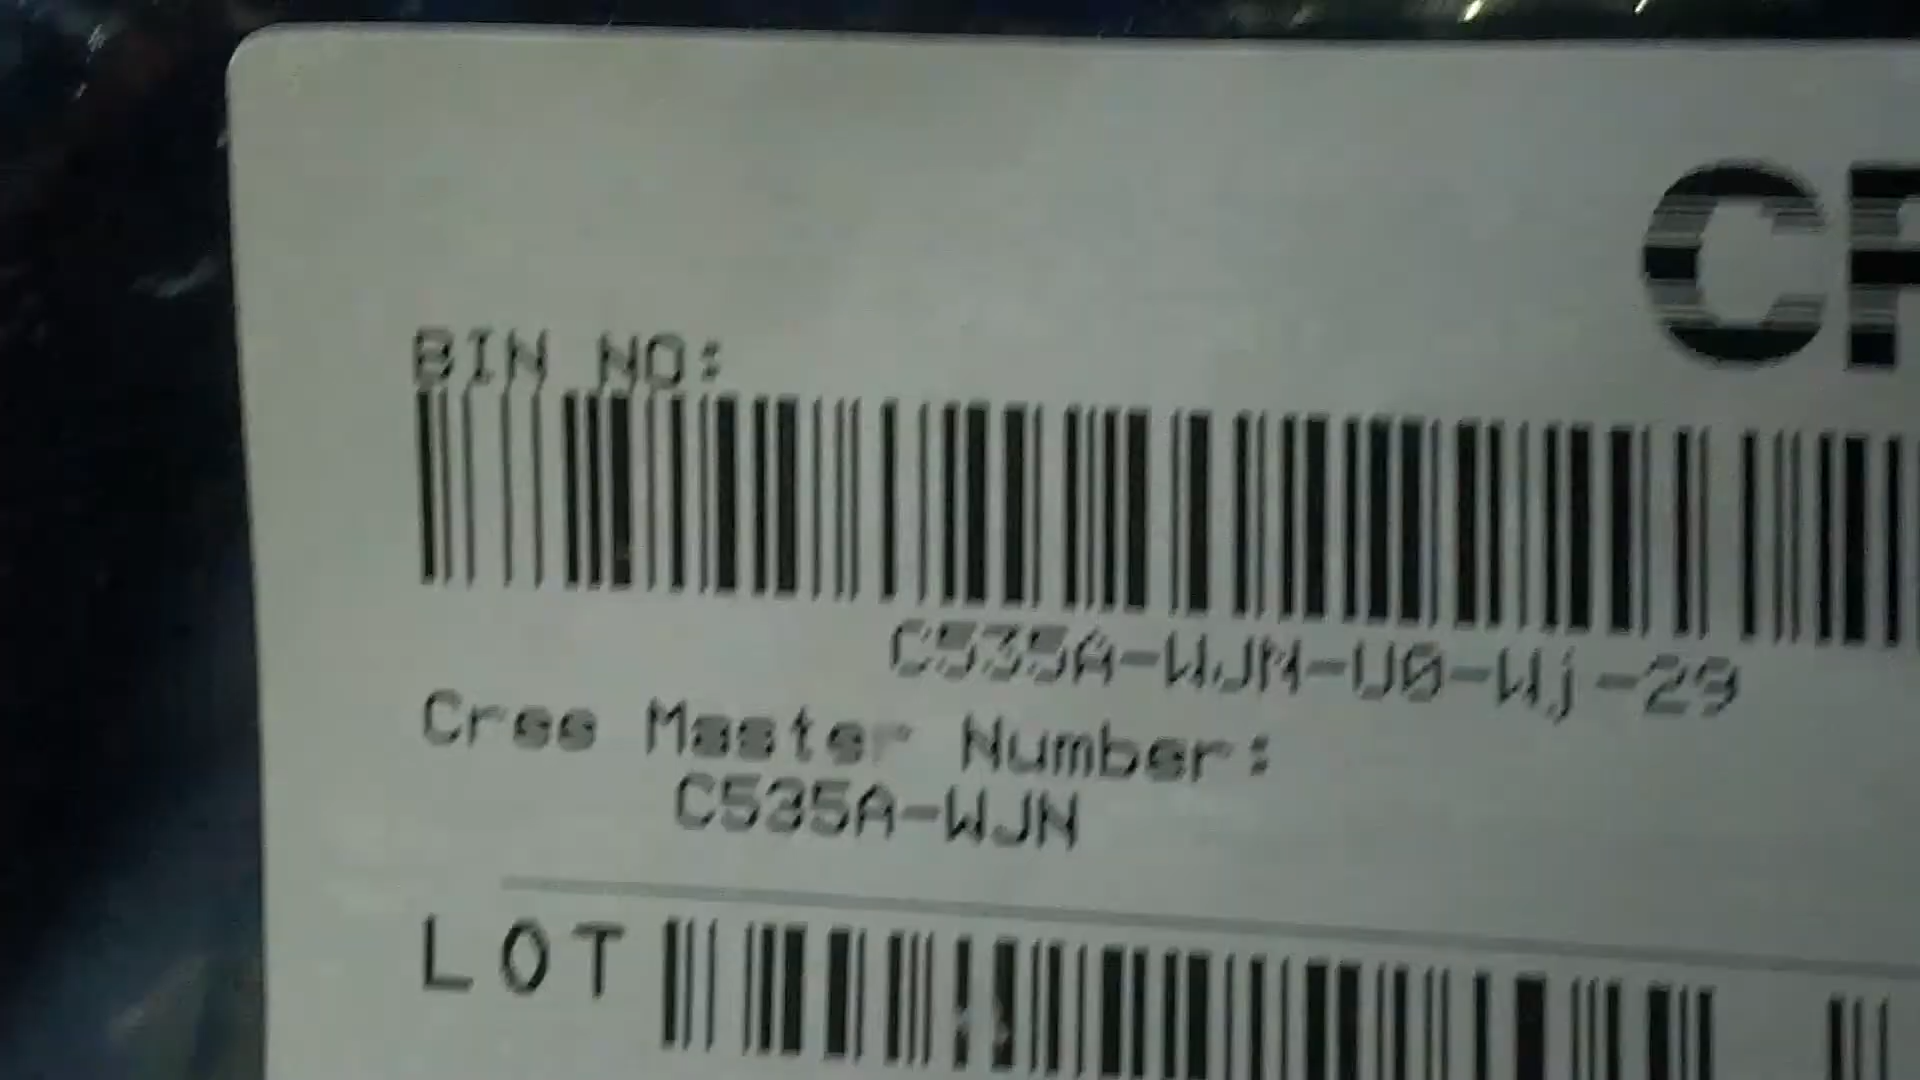 CR
BIN NO:
C535A-WJN-U0-Wj-29
Cree Master Number:
C535A-WJN
LOT